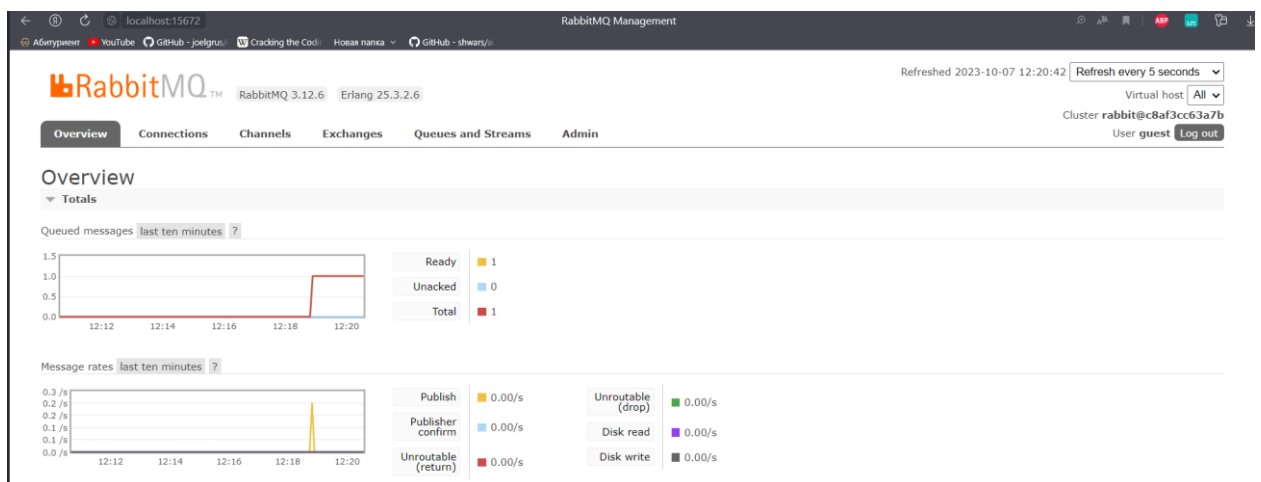 localhost:15672
RabbitMQ Management
ABP
Абитуриент YouTube GitHub - joelgrus/ Cracking the Codi Новая папка GitHub - shwars/
RabbitMQ TM
RabbitMQ 3.12.6 Erlang 25.3.2.6
Refreshed 2023-10-07 12:20:42 Refresh every 5 seconds
Virtual host All
Cluster rabbit@c8af3cc63a7b
User guest Log out
Overview Connections Channels Exchanges Queues and Streams Admin
Overview
Totals
Queued messages last ten minutes ?
1.5
1.0
0.5
0.0
12:12 12:14 12:16 12:18 12:20
Ready 1
Unacked 0
Total 1
Message rates last ten minutes ?
0.3 /s
0.2 /s
0.2 /s
0.1 /s
0.1 /s
0.0 /s
12:12 12:14 12:16 12:18 12:20
Publish 0.00/s
Publisher
confirm 0.00/s
Unroutable
(return) 0.00/s
Unroutable
(drop) 0.00/s
Disk read 0.00/s
Disk write 0.00/s